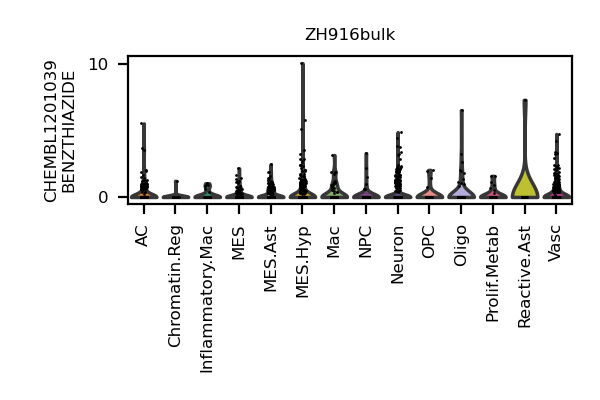 ZH916bulk
CHEMBL1201039
BENZTHIAZIDE
10
0
AC
Chromatin.Reg
Inflammatory.Mac
MES
MES.Ast
MES.Hyp
Mac
NPC
Neuron
OPC
Oligo
Prolif.Metab
Reactive.Ast
Vasc